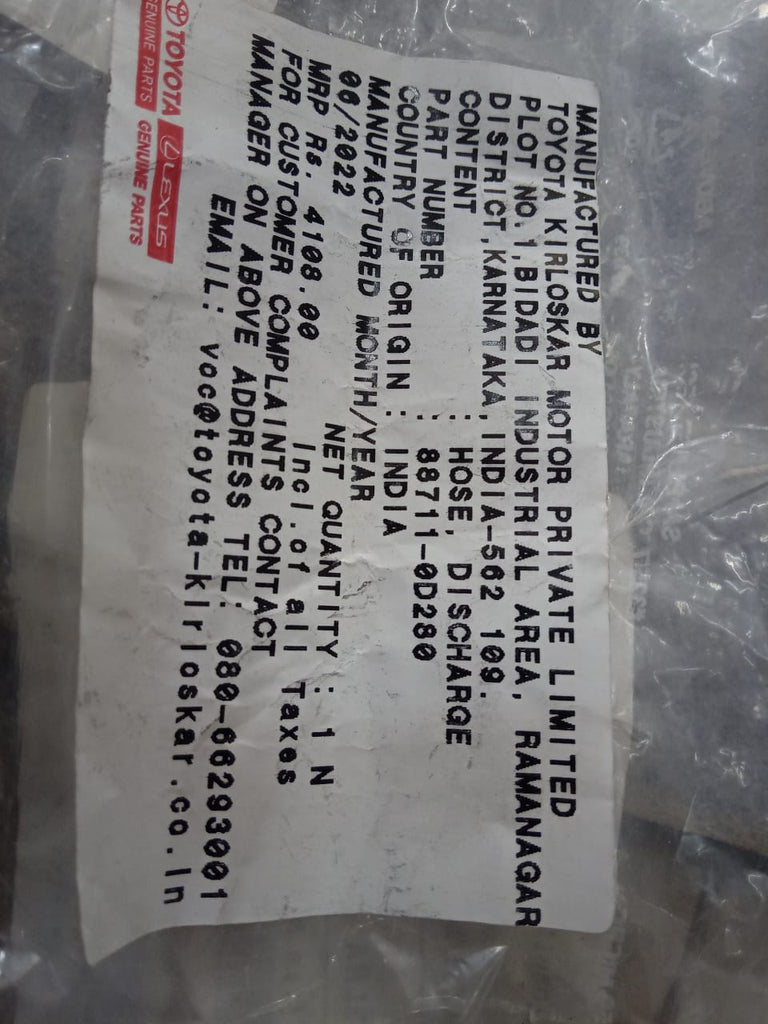 MANUFACTURED BY
TOYOTA KIRLOSKAR MOTOR PRIVATE LIMITED
PLOT NO.1,BIDADI INDUSTRIAL AREA, RAMANAGAR
DISTRICT,KARNATAKA, INDIA-562 109.
CONTENT : HOSE, DISCHARGE
PART NUMBER : 88711-0D280
COUNTRY OF ORIGIN : INDIA
MANUFACTURED MONTH/YEAR
06/2022 NET QUANTITY : 1 N
MRP Rs. 4108.00 Incl.of all Taxes
FOR CUSTOMER COMPLAINTS CONTACT
MANAGER ON ABOVE ADDRESS TEL: 080-66293001
EMAIL: voc@toyota-kirloskar.co.in
TOYOTA LEXUS
GENUINE PARTS GENUINE PARTS